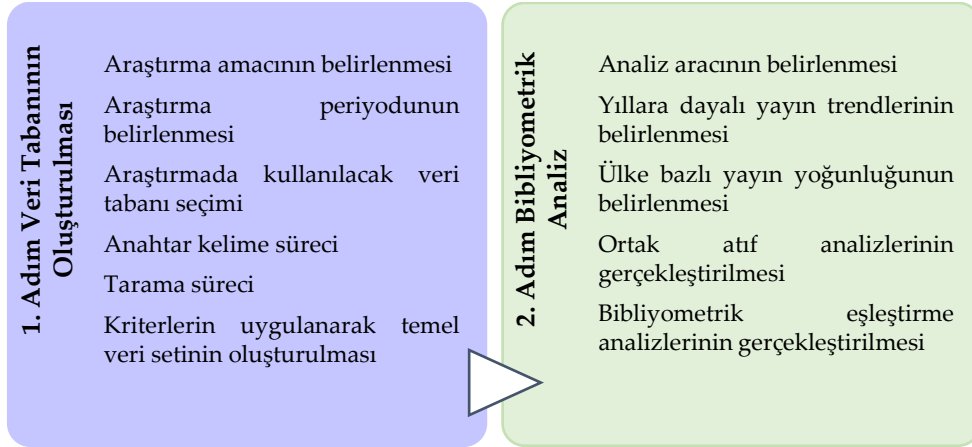 1. Adım Veri Tabanının
Oluşturulması
Araştırma amacının belirlenmesi
Araştırma periyodunun
belirlenmesi
Araştırmada kullanılacak veri
tabanı seçimi
Anahtar kelime süreci
Tarama süreci
Kriterlerin uygulanarak temel
veri setinin oluşturulması
2. Adım Bibliyometrik
Analiz
Analiz aracının belirlenmesi
Yıllara dayalı yayın trendlerinin
belirlenmesi
Ülke bazlı yayın yoğunluğunun
belirlenmesi
Ortak atıf analizlerinin
gerçekleştirilmesi
Bibliyometrik eşleştirme
analizlerinin gerçekleştirilmesi